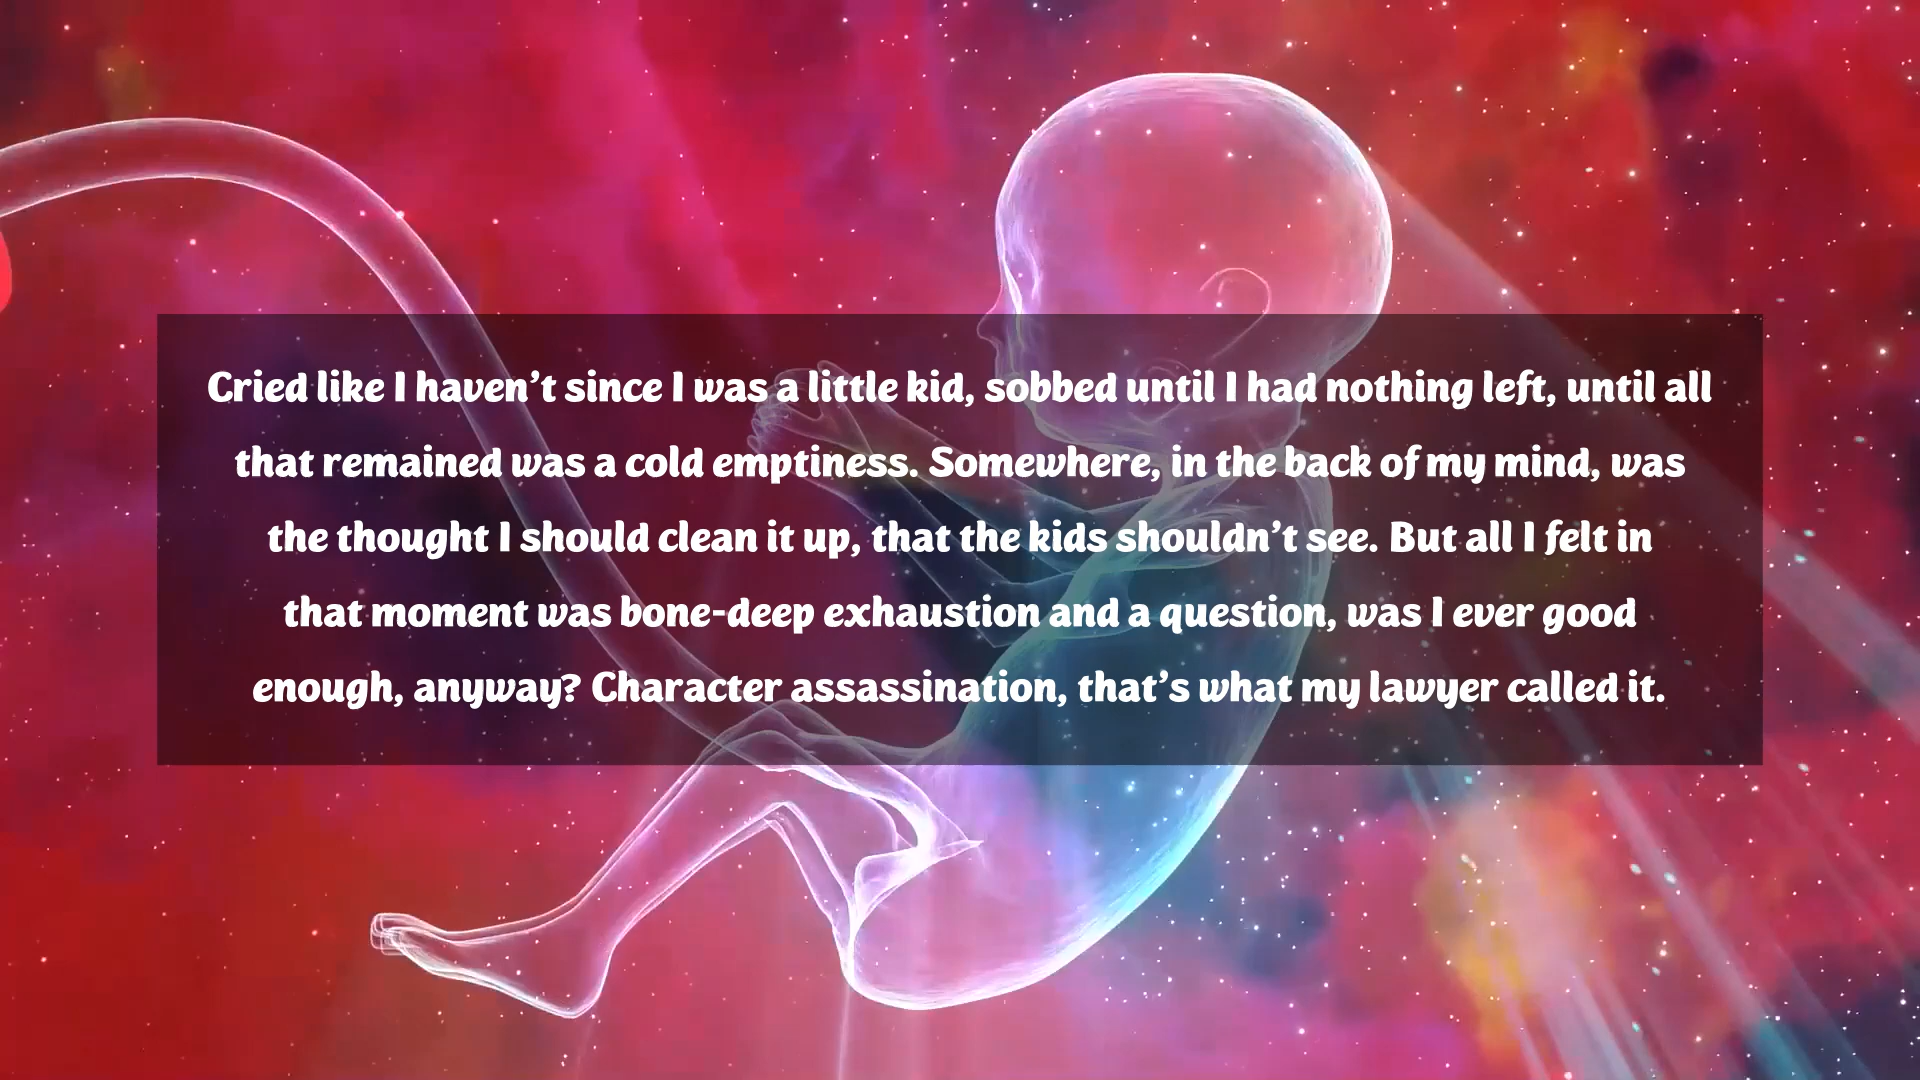 Cried like I haven’t since I was a little kid, sobbed until I had nothing left, until all
that remained was a cold emptiness. Somewhere, in the back of my mind, was
the thought I should clean it up, that the kids shouldn’t see. But all I felt in
that moment was bone-deep exhaustion and a question, was I ever good
enough, anyway? Character assassination, that’s what my lawyer called it.